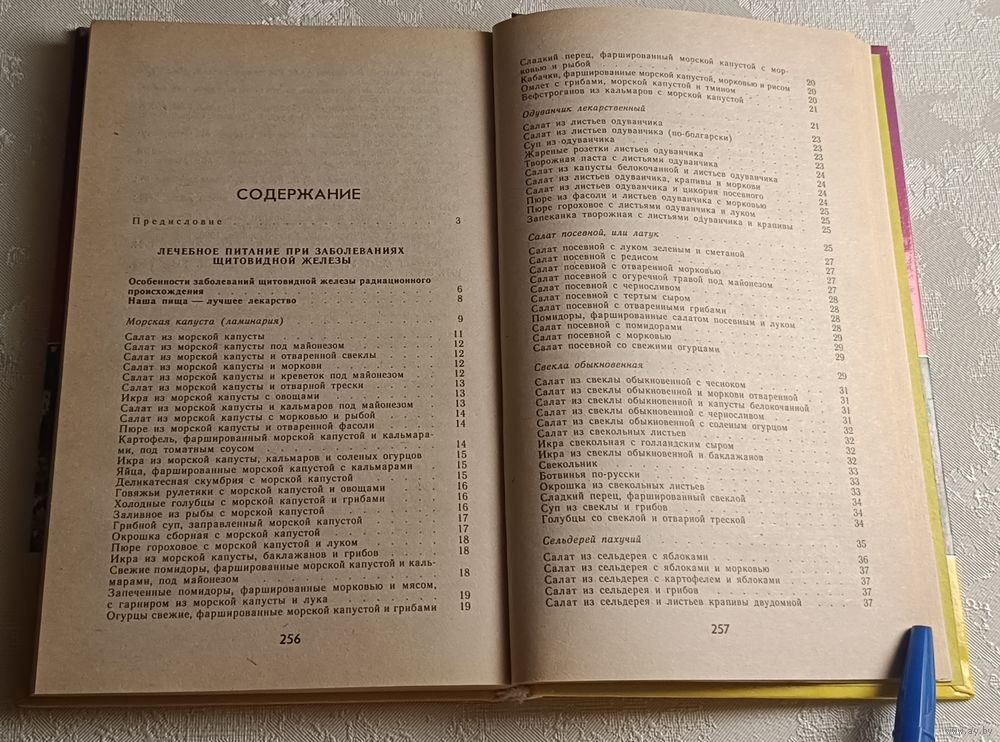 СОДЕРЖАНИЕ
Предисловие 3
ЛЕЧЕБНОЕ ПИТАНИЕ ПРИ ЗАБОЛЕВАНИЯХ
ЩИТОВИДНОЙ ЖЕЛЕЗЫ
Особенности заболеваний щитовидной железы радиационного
происхождения 6
Наша пища — лучшее лекарство 8
Морская капуста (ламинария) 9
Салат из морской капусты 11
Салат из морской капусты под майонезом 12
Салат из морской капусты и отваренной свеклы 12
Салат из морской капусты и моркови 12
Салат из морской капусты и креветок под майонезом 12
Салат из морской капусты и отварной трески 13
Икра из морской капусты с овощами 13
Салат из морской капусты и кальмаров под майонезом 13
Салат из морской капусты с морковью и рыбой 14
Пюре из морской капусты и отваренной фасоли 14
Картофель, фаршированный морской капустой и кальмара-
ми, под томатным соусом 14
Икра из морской капусты, кальмаров и соленых огурцов 15
Яйца, фаршированные морской капустой с кальмарами 15
Деликатесная скумбрия с морской капустой 15
Говяжьи рулетики с морской капустой и овощами 16
Холодные голубцы с морской капустой и грибами 16
Заливное из рыбы с морской капустой 16
Грибной суп, заправленный морской капустой 17
Окрошка сборная с морской капустой 17
Пюре гороховое с морской капустой и луком 18
Икра из морской капусты, баклажанов и грибов 18
Свежие помидоры, фаршированные морской капустой и каль-
марами, под майонезом 18
Запеченные помидоры, фаршированные морковью и мясом,
с гарниром из морской капусты и лука 19
Огурцы свежие, фаршированные морской капустой и грибами 19
256
Сладкий перец, фаршированный морской капустой с мор-
ковью и рыбой 20
Кабачки, фаршированные морской капустой, морковью и рисом 20
Омлет с грибами, морской капустой и тмином 20
Бефстроганов из кальмаров с морской капустой 21
Одуванчик лекарственный 21
Салат из листьев одуванчика
Салат из листьев одуванчика (по-болгарски) 23
Суп из одуванчика 23
Жареные розетки листьев одуванчика 23
Творожная паста с листьями одуванчика 23
Салат из капусты белокочанной и листьев одуванчика 24
Салат из листьев одуванчика, крапивы и моркови 24
Салат из листьев одуванчика и цикория посевного 24
Пюре из фасоли и листьев одуванчика с морковью 24
Пюре гороховое с листьями одуванчика и луком 25
Запеканка творожная с листьями одуванчика и крапивы 25
Салат посевной, или латук 25
Салат посевной с луком зеленым и сметаной 25
Салат посевной с редисом 27
Салат посевной с отваренной морковью 27
Салат посевной с огуречной травой под майонезом 27
Салат посевной с черносливом 27
Салат посевной с тертым сыром 28
Салат посевной с отваренными грибами 28
Помидоры, фаршированные салатом посевным и луком 28
Салат посевной с помидорами 28
Салат посевной с морковью 29
Салат посевной со свежими огурцами 29
Свекла обыкновенная 29
Салат из свеклы обыкновенной с чесноком 29
Салат из свеклы обыкновенной и моркови отваренной 31
Салат из свеклы обыкновенной и капусты белокочанной 31
Салат из свеклы обыкновенной с черносливом 31
Салат из свеклы обыкновенной с соленым огурцом 31
Салат из свекольных листьев 32
Икра свекольная с голландским сыром 32
Икра из свеклы обыкновенной и баклажанов 32
Свекольник 33
Ботвинья по-русски 33
Окрошка из свекольных листьев 33
Сладкий перец, фаршированный свеклой 34
Суп из свеклы и грибов 34
Голубцы со свеклой и отварной треской 34
Сельдерей пахучий 35
Салат из сельдерея с яблоками 36
Салат из сельдерея с яблоками и морковью 37
Салат из сельдерея с картофелем и яблоками 37
Салат из сельдерея и грибов 37
Салат из сельдерея и листьев крапивы двудомной 37
257
www.ay.by